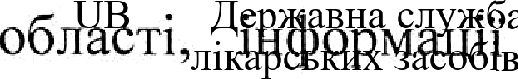 UB Державна служба
області, інформації
лікарських засобів